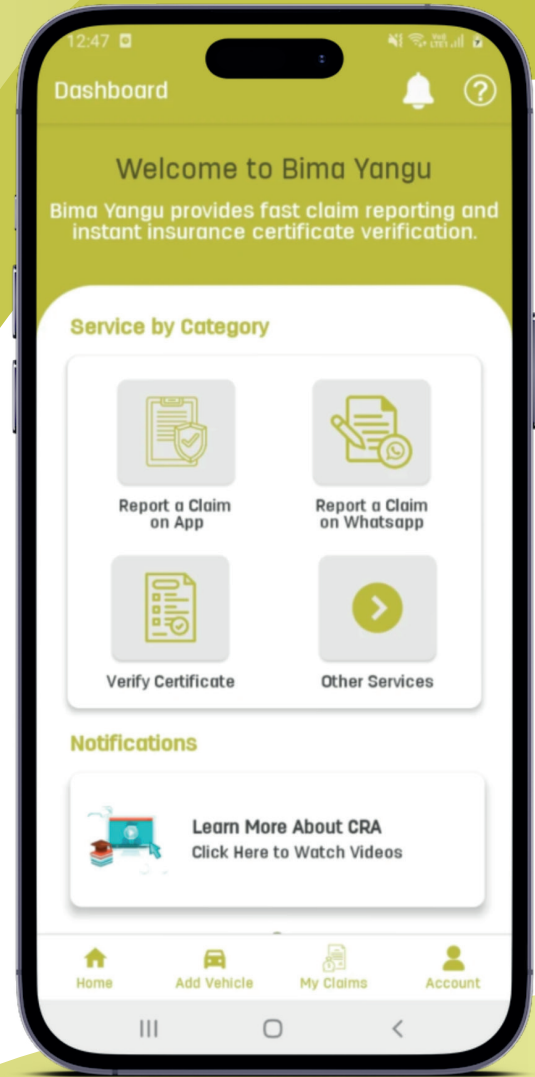 12:47
Dashboard
?
Welcome to Bima Yangu
Bima Yangu provides fast claim reporting and
instant insurance certificate verification.
Service by Category
Report a Claim
on App
Report a Claim
on Whatsapp
Verify Certificate
Other Services
Notifications
Learn More About CRA
Click Here to Watch Videos
Home
Add Vehicle
My Claims
Account